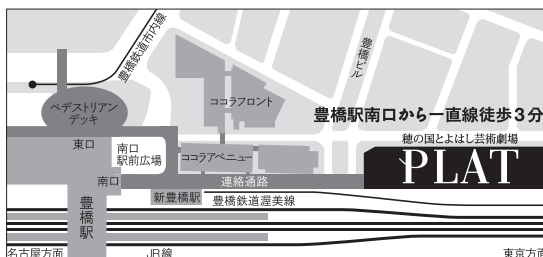 豊橋鉄道市内線
豊橋ビル
ペデストリアン
デッキ
ココラフロント
豊橋駅南口から一直線徒歩3分
穂の国とよはし芸術劇場
PLAT
東口
南口
駅前広場
ココラアベニュー
南口
連絡通路
新豊橋駅
豊橋鉄道渥美線
豊橋駅
名古屋方面
JR線
東京方面